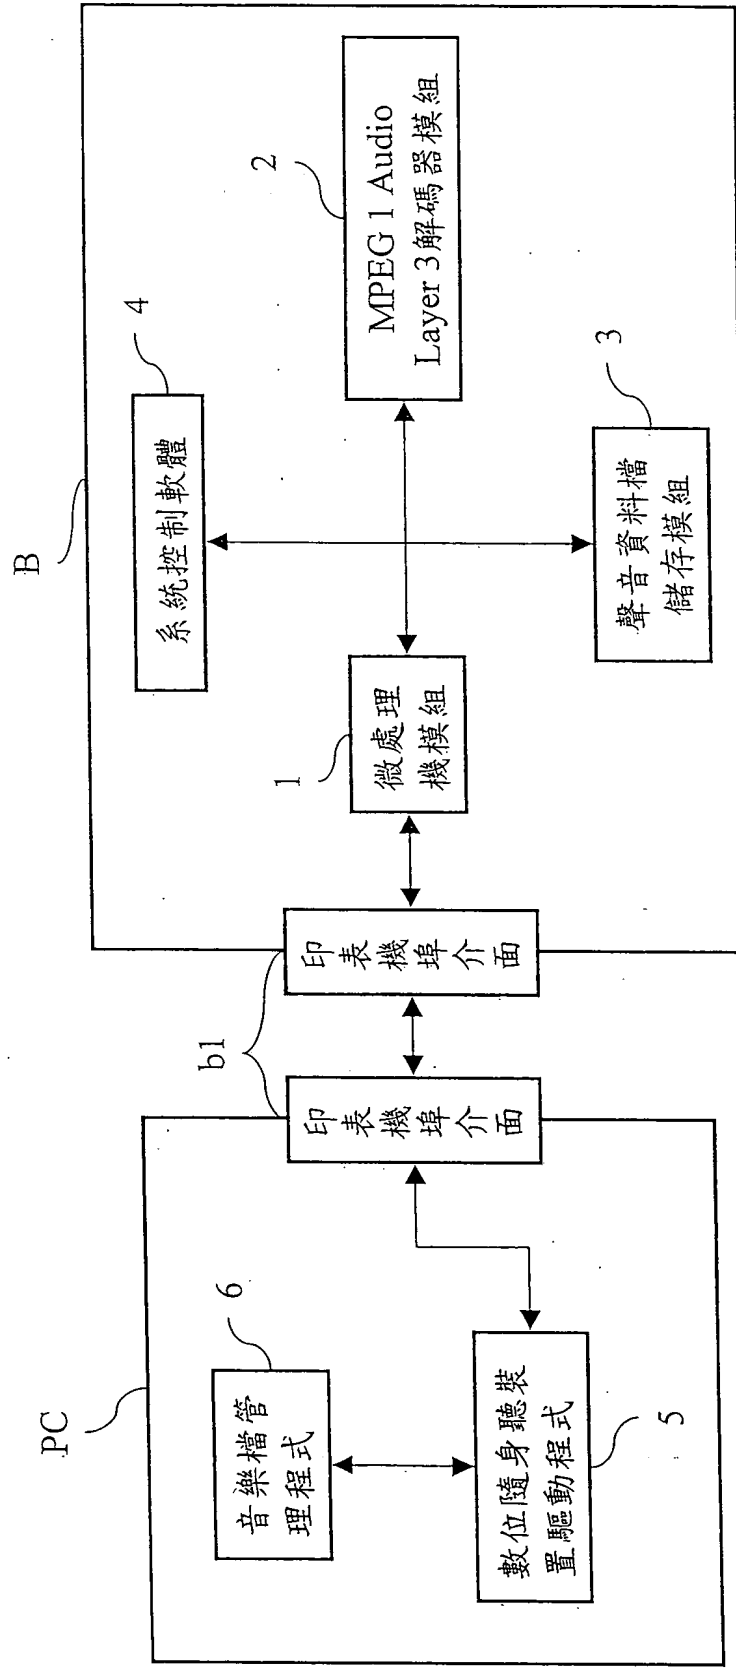 PC
6
音樂檔管
理程式
數位隨身聽裝
置驅動程式
5
b1
印表機埠介面
印表機埠介面
B
4
系統控制軟體
1
微處理
機模組
2
MPEG 1 Audio
Layer 3解碼器模組
3
聲音資料檔
儲存模組